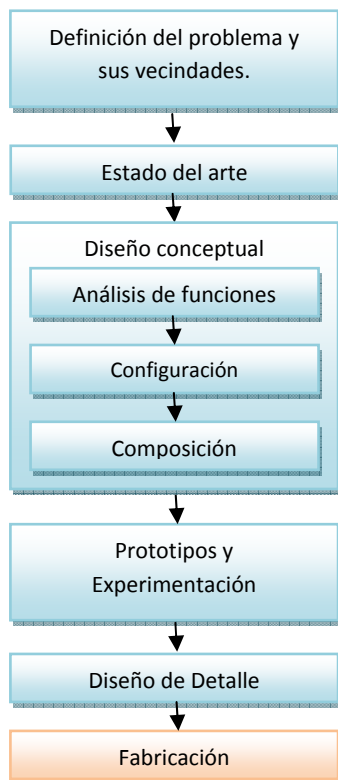 Definición del problema y
sus vecindades.
Estado del arte
Diseño conceptual
Análisis de funciones
Configuración
Composición
Prototipos y
Experimentación
Diseño de Detalle
Fabricación